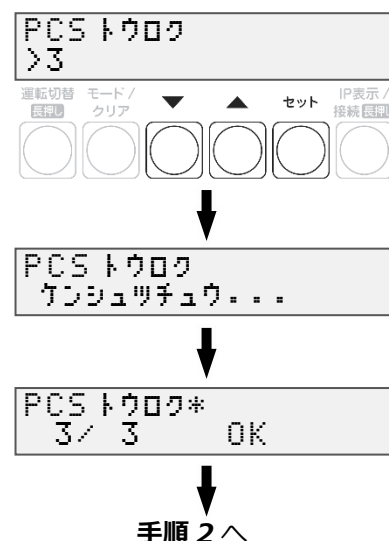 PCS トウロク
>3
運転切替 モード/ ▼ ▲ セット IP表示/
長押し クリア 接続 長押し
PCS トウロク
ケンシュツチュウ...
PCS トウロク*
3/ 3 OK
手順 2 へ